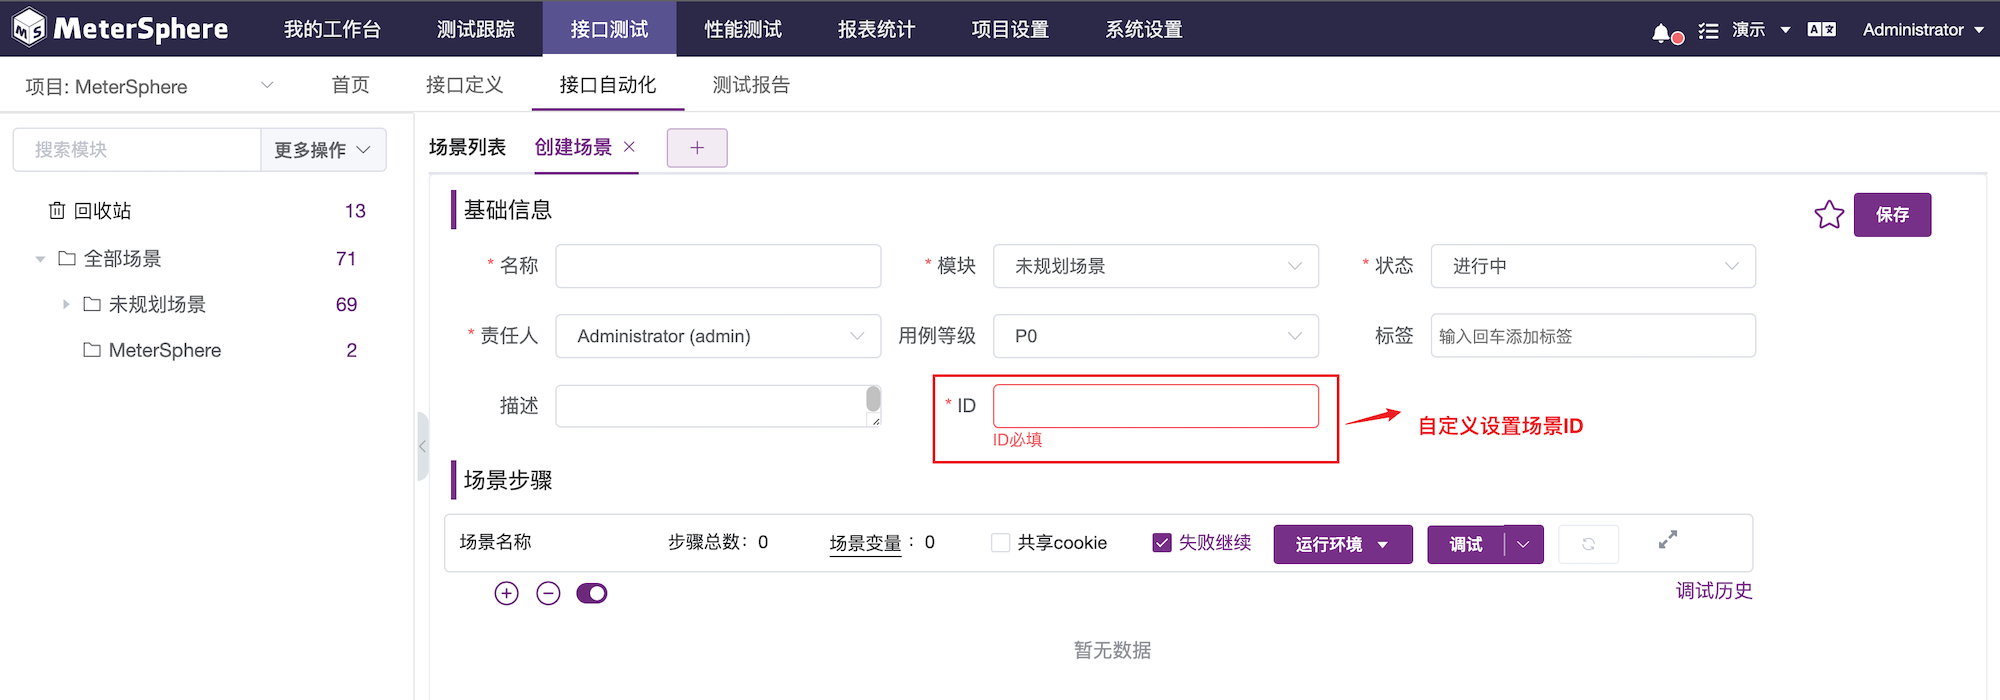 MeterSphere 我的工作台 测试跟踪 接口测试 性能测试 报表统计 项目设置 系统设置 演示 Administrator
项目: MeterSphere 首页 接口定义 接口自动化 测试报告
搜索模块 更多操作
回收站 13
全部场景 71
未规划场景 69
MeterSphere 2
场景列表 创建场景
基础信息
保存
* 名称 * 模块 未规划场景 * 状态 进行中
* 责任人 Administrator (admin) 用例等级 P0 标签 输入回车添加标签
描述 * ID
ID必填
自定义设置场景ID
场景步骤
场景名称 步骤总数: 0 场景变量 : 0 共享cookie 失败继续 运行环境 调试
调试历史
暂无数据